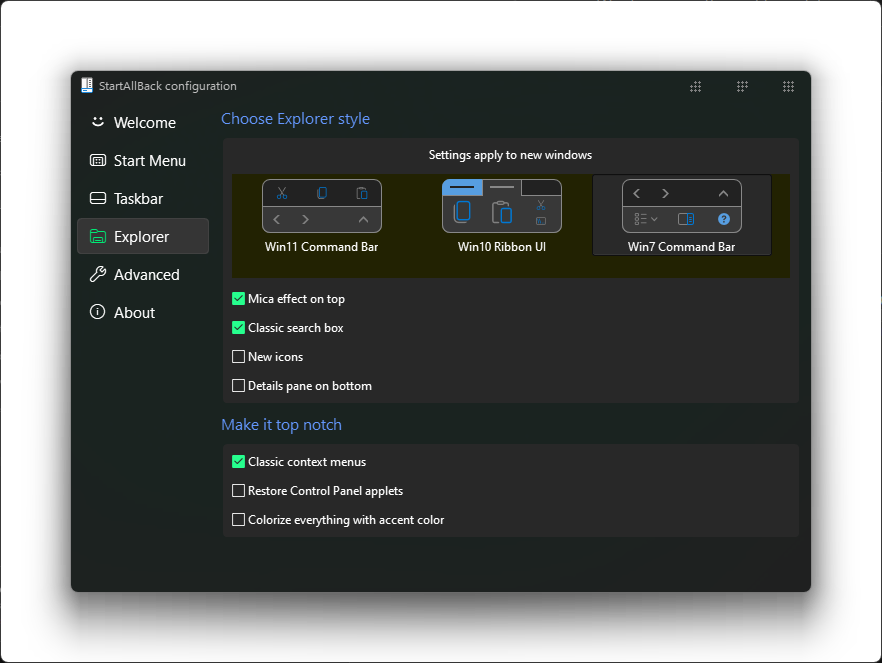 StartAllBack configuration
Welcome
Start Menu
Taskbar
Explorer
Advanced
About
Choose Explorer style
Settings apply to new windows
Win11 Command Bar
Win10 Ribbon UI
Win7 Command Bar
Mica effect on top
Classic search box
New icons
Details pane on bottom
Make it top notch
Classic context menus
Restore Control Panel applets
Colorize everything with accent color